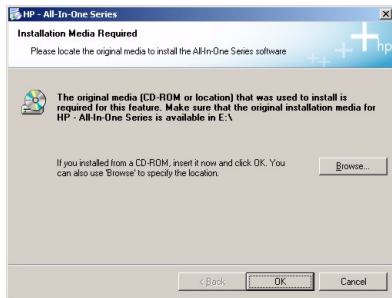 HP - All-In-One Series
Installation Media Required
Please locate the original media to install the All-In-One Series software
hp
The original media (CD-ROM or location) that was used to install is
required for this feature. Make sure that the original installation media for
HP - All-In-One Series is available in E:\
If you installed from a CD-ROM, insert it now and click OK. You
can also use 'Browse' to specify the location.
Browse...
< Back
OK
Cancel